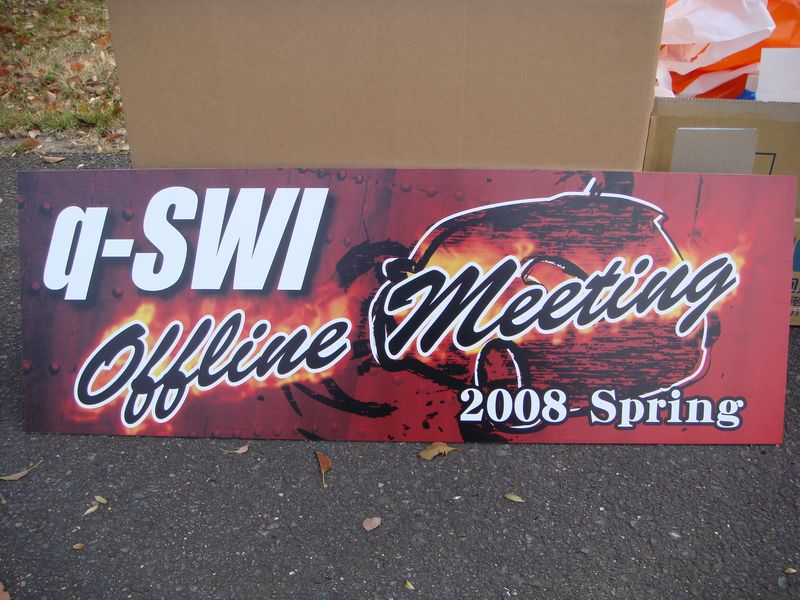 q-SWI
Offline Meeting
2008 Spring